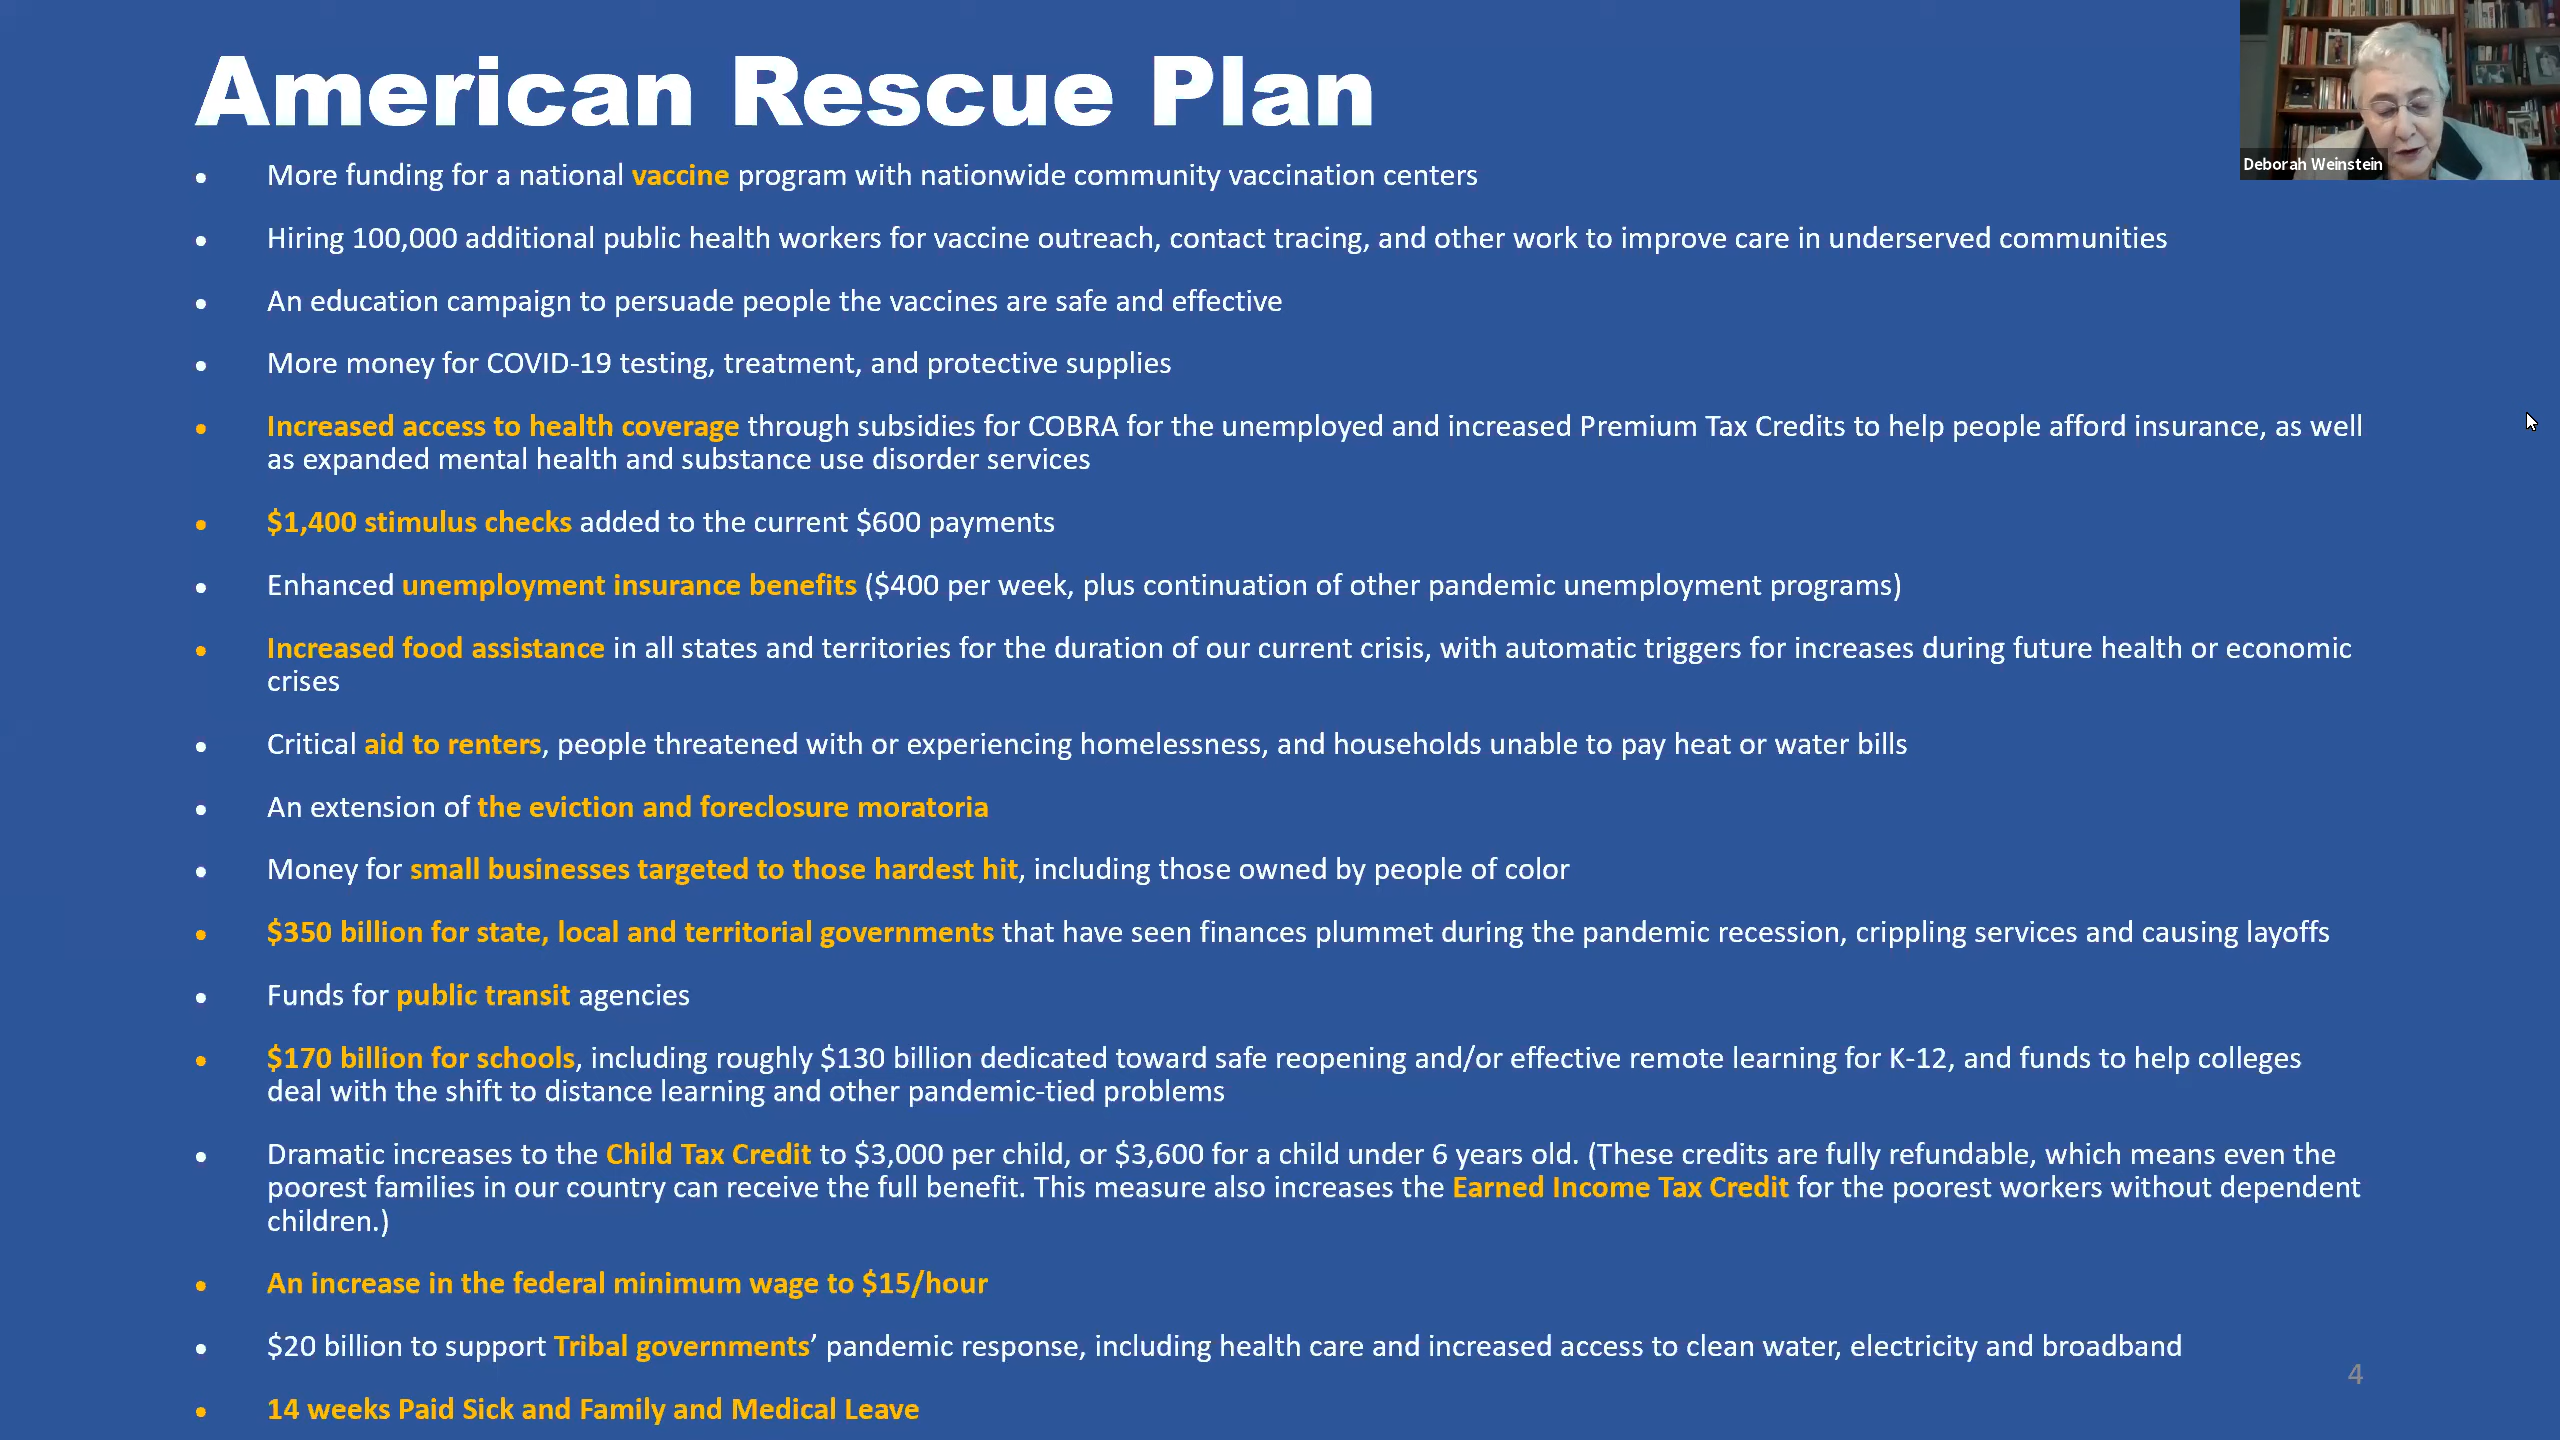 American Rescue Plan
Deborah Weinstein
• More funding for a national vaccine program with nationwide community vaccination centers
• Hiring 100,000 additional public health workers for vaccine outreach, contact tracing, and other work to improve care in underserved communities
• An education campaign to persuade people the vaccines are safe and effective
• More money for COVID-19 testing, treatment, and protective supplies
• Increased access to health coverage through subsidies for COBRA for the unemployed and increased Premium Tax Credits to help people afford insurance, as well
as expanded mental health and substance use disorder services
• $1,400 stimulus checks added to the current $600 payments
• Enhanced unemployment insurance benefits ($400 per week, plus continuation of other pandemic unemployment programs)
• Increased food assistance in all states and territories for the duration of our current crisis, with automatic triggers for increases during future health or economic
crises
• Critical aid to renters, people threatened with or experiencing homelessness, and households unable to pay heat or water bills
• An extension of the eviction and foreclosure moratoria
• Money for small businesses targeted to those hardest hit, including those owned by people of color
• $350 billion for state, local and territorial governments that have seen finances plummet during the pandemic recession, crippling services and causing layoffs
• Funds for public transit agencies
• $170 billion for schools, including roughly $130 billion dedicated toward safe reopening and/or effective remote learning for K-12, and funds to help colleges
deal with the shift to distance learning and other pandemic-tied problems
• Dramatic increases to the Child Tax Credit to $3,000 per child, or $3,600 for a child under 6 years old. (These credits are fully refundable, which means even the
poorest families in our country can receive the full benefit. This measure also increases the Earned Income Tax Credit for the poorest workers without dependent
children.)
• An increase in the federal minimum wage to $15/hour
• $20 billion to support Tribal governments’ pandemic response, including health care and increased access to clean water, electricity and broadband
• 14 weeks Paid Sick and Family and Medical Leave
4